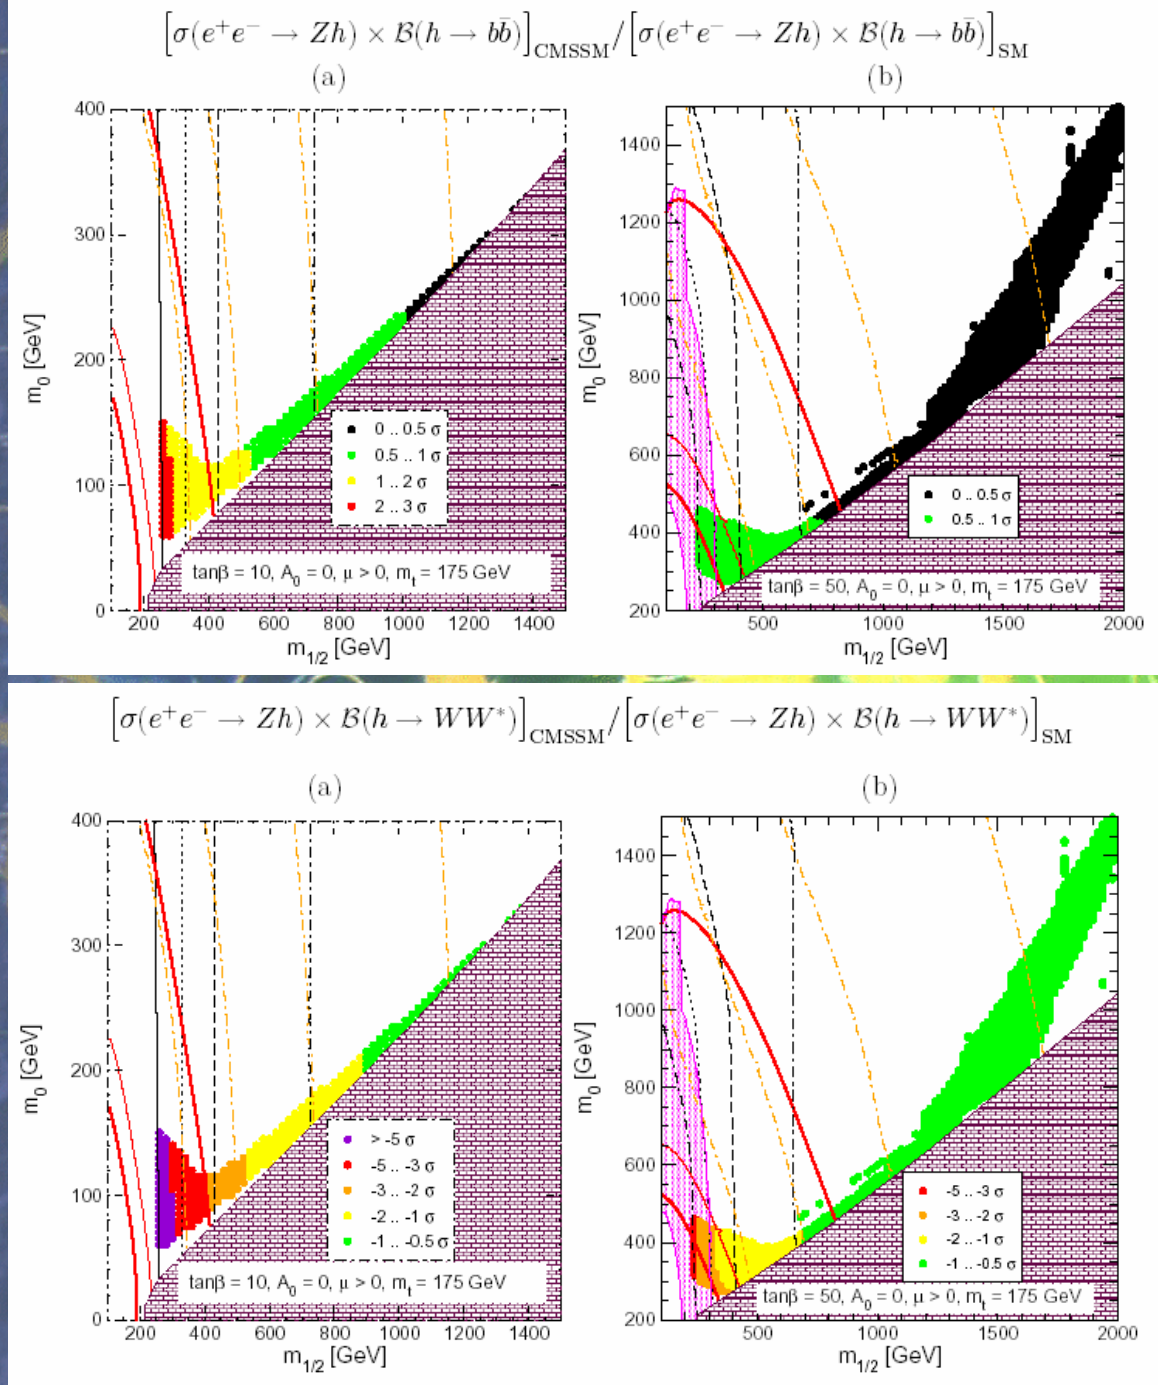 [σ(e⁺e⁻ → Zh) × B(h → bb̄)]_CMSSM / [σ(e⁺e⁻ → Zh) × B(h → bb̄)]_SM
(a)
400
300
200
100
0
m₀ [GeV]
0 .. 0.5 σ
0.5 .. 1 σ
1 .. 2 σ
2 .. 3 σ
tanβ = 10, A₀ = 0, μ > 0, mₜ = 175 GeV
200 400 600 800 1000 1200 1400
m₁/₂ [GeV]
(b)
1400
1200
1000
800
600
400
200
m₀ [GeV]
0 .. 0.5 σ
0.5 .. 1 σ
tanβ = 50, A₀ = 0, μ > 0, mₜ = 175 GeV
500 1000 1500 2000
m₁/₂ [GeV]
[σ(e⁺e⁻ → Zh) × B(h → WW*)]_CMSSM / [σ(e⁺e⁻ → Zh) × B(h → WW*)]_SM
(a)
400
300
200
100
0
m₀ [GeV]
> -5 σ
-5 .. -3 σ
-3 .. -2 σ
-2 .. -1 σ
-1 .. -0.5 σ
tanβ = 10, A₀ = 0, μ > 0, mₜ = 175 GeV
200 400 600 800 1000 1200 1400
m₁/₂ [GeV]
(b)
1400
1200
1000
800
600
400
200
m₀ [GeV]
-5 .. -3 σ
-3 .. -2 σ
-2 .. -1 σ
-1 .. -0.5 σ
tanβ = 50, A₀ = 0, μ > 0, mₜ = 175 GeV
500 1000 1500 2000
m₁/₂ [GeV]